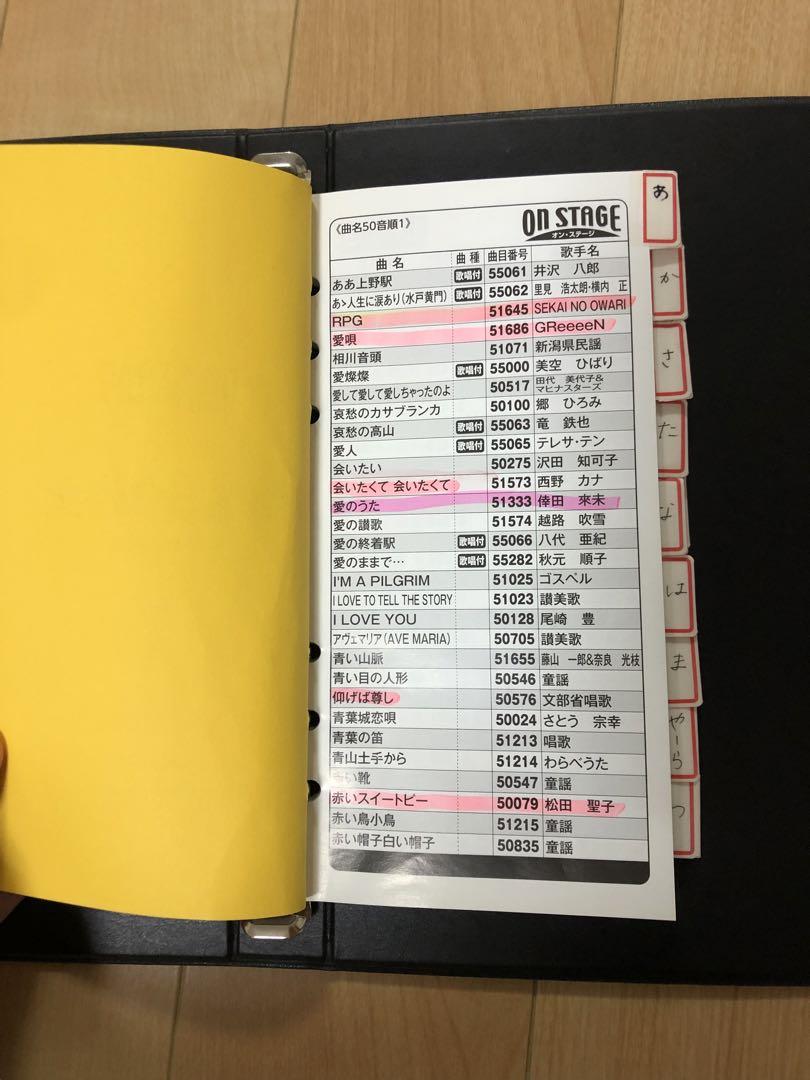 《曲名50音順1》
ON STAGE
オン・ステージ
曲名 曲種 曲目番号 歌手名
ああ上野駅 歌唱付 55061 井沢 八郎
あゝ人生に涙あり(水戸黄門) 歌唱付 55062 里見 浩太朗・横内 正
RPG 51645 SEKAI NO OWARI
愛唄 51686 GReeeeN
相川音頭 51071 新潟県民謡
愛燦燦 歌唱付 55000 美空 ひばり
愛して愛して愛しちゃったのよ 50517 田代 美代子&マヒナスターズ
哀愁のカサブランカ 50100 郷 ひろみ
哀愁の高山 歌唱付 55063 竜 鉄也
愛人 歌唱付 55065 テレサ・テン
会いたい 50275 沢田 知可子
会いたくて 会いたくて 51573 西野 カナ
愛のうた 51333 倖田 來未
愛の讃歌 51574 越路 吹雪
愛の終着駅 歌唱付 55066 八代 亜紀
愛のままで… 歌唱付 55282 秋元 順子
I'M A PILGRIM 51025 ゴスペル
I LOVE TO TELL THE STORY 51023 讃美歌
I LOVE YOU 50128 尾崎 豊
アヴェマリア(AVE MARIA) 50705 讃美歌
青い山脈 51655 藤山 一郎&奈良 光枝
青い目の人形 50546 童謡
仰げば尊し 50576 文部省唱歌
青葉城恋唄 50024 さとう 宗幸
青葉の笛 51213 唱歌
青山土手から 51214 わらべうた
赤い靴 50547 童謡
赤いスイートピー 50079 松田 聖子
赤い鳥小鳥 51215 童謡
赤い帽子白い帽子 50835 童謡
あ
か
さ
た
な
は
ま
や〜ら